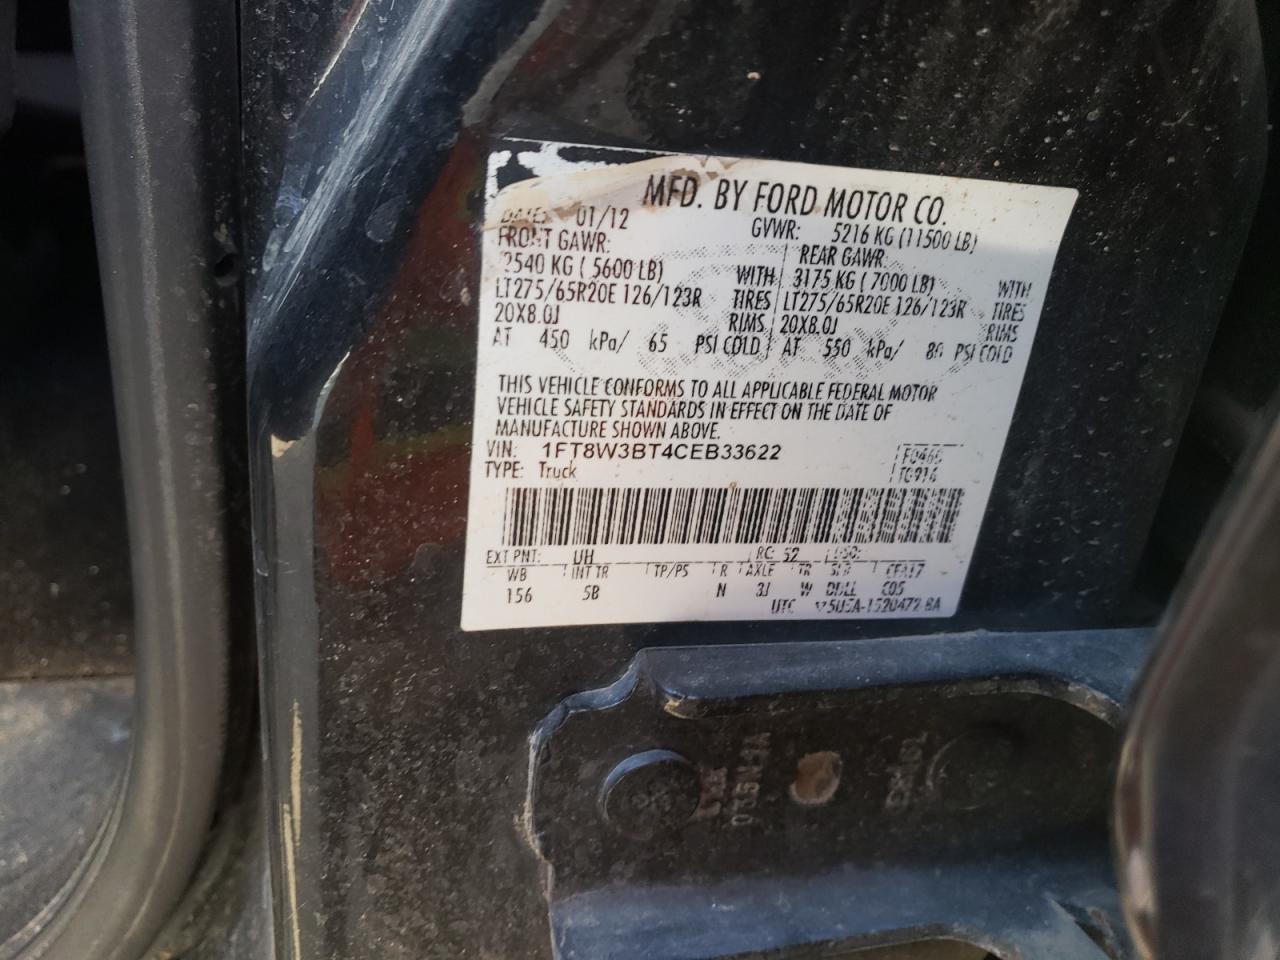 MFD. BY FORD MOTOR CO.
DATE: 01/12 GVWR: 5216 KG (11500 LB)
FRONT GAWR: REAR GAWR:
2540 KG ( 5600 LB) WITH 3175 KG ( 7000 LB) WITH
LT275/65R20E 126/123R TIRES LT275/65R20E 126/123R TIRES
20X8.0J RIMS 20X8.0J RIMS
AT 450 kPa/ 65 PSI COLD AT 550 kPa/ 80 PSI COLD
THIS VEHICLE CONFORMS TO ALL APPLICABLE FEDERAL MOTOR
VEHICLE SAFETY STANDARDS IN EFFECT ON THE DATE OF
MANUFACTURE SHOWN ABOVE.
VIN: 1FT8W3BT4CEB33622
TYPE: Truck
EXT PNT: UH RC: 52 DSO:
WB INT TR TP/PS R AXLE TR SPR
156 5B N 3J W DDLL
UTC